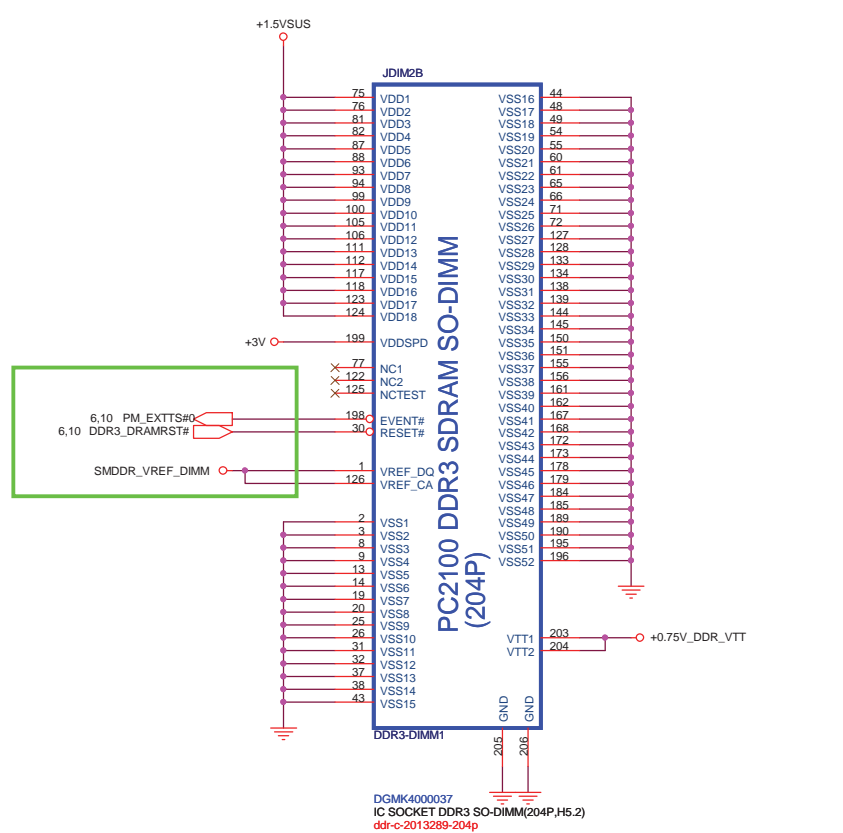 +1.5VSUS
JDIM2B
75 VDD1
76 VDD2
81 VDD3
82 VDD4
87 VDD5
88 VDD6
93 VDD7
94 VDD8
99 VDD9
100 VDD10
105 VDD11
106 VDD12
111 VDD13
112 VDD14
117 VDD15
118 VDD16
123 VDD17
124 VDD18
+3V 199 VDDSPD
77 NC1
122 NC2
125 NCTEST
6,10 PM_EXTTS#0 198 EVENT#
6,10 DDR3_DRAMRST# 30 RESET#
SMDDR_VREF_DIMM 1 VREF_DQ
126 VREF_CA
2 VSS1
3 VSS2
8 VSS3
9 VSS4
13 VSS5
14 VSS6
19 VSS7
20 VSS8
25 VSS9
26 VSS10
31 VSS11
32 VSS12
37 VSS13
38 VSS14
43 VSS15
PC2100 DDR3 SDRAM SO-DIMM
(204P)
VSS16 44
VSS17 48
VSS18 49
VSS19 54
VSS20 55
VSS21 60
VSS22 61
VSS23 65
VSS24 66
VSS25 71
VSS26 72
VSS27 127
VSS28 128
VSS29 133
VSS30 134
VSS31 138
VSS32 139
VSS33 144
VSS34 145
VSS35 150
VSS36 151
VSS37 155
VSS38 156
VSS39 161
VSS40 162
VSS41 167
VSS42 168
VSS43 172
VSS44 173
VSS45 178
VSS46 179
VSS47 184
VSS48 185
VSS49 189
VSS50 190
VSS51 195
VSS52 196
VTT1 203 +0.75V_DDR_VTT
VTT2 204
GND 205
GND 206
DDR3-DIMM1
DGMK4000037
IC SOCKET DDR3 SO-DIMM(204P,H5.2)
ddr-c-2013289-204p